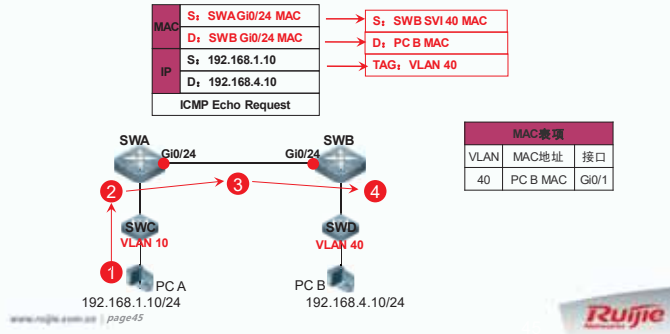 MAC
S：SWAGi0/24 MAC
D：SWB Gi0/24 MAC
IP
S：192.168.1.10
D：192.168.4.10
ICMP Echo Request
S：SWB SVI 40 MAC
D：PC B MAC
TAG：VLAN 40
SWA
Gi0/24
Gi0/24
SWB
2
3
4
SWC
VLAN 10
SWD
VLAN 40
1
PC A
192.168.1.10/24
PC B
192.168.4.10/24
MAC表项
VLAN MAC地址 接口
40 PC B MAC Gi0/1
www.ruijie.com.cn | page45
Ruijie
Networks